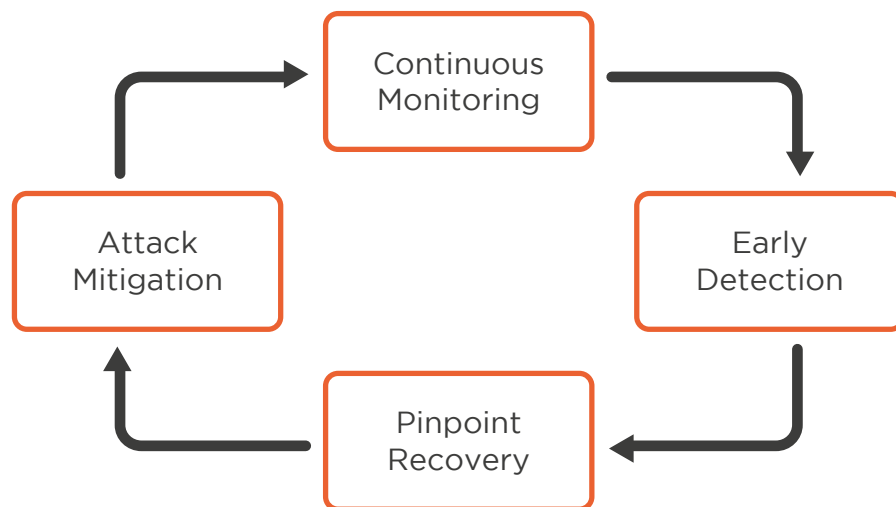 Continuous
Monitoring
Attack
Mitigation
Early
Detection
Pinpoint
Recovery